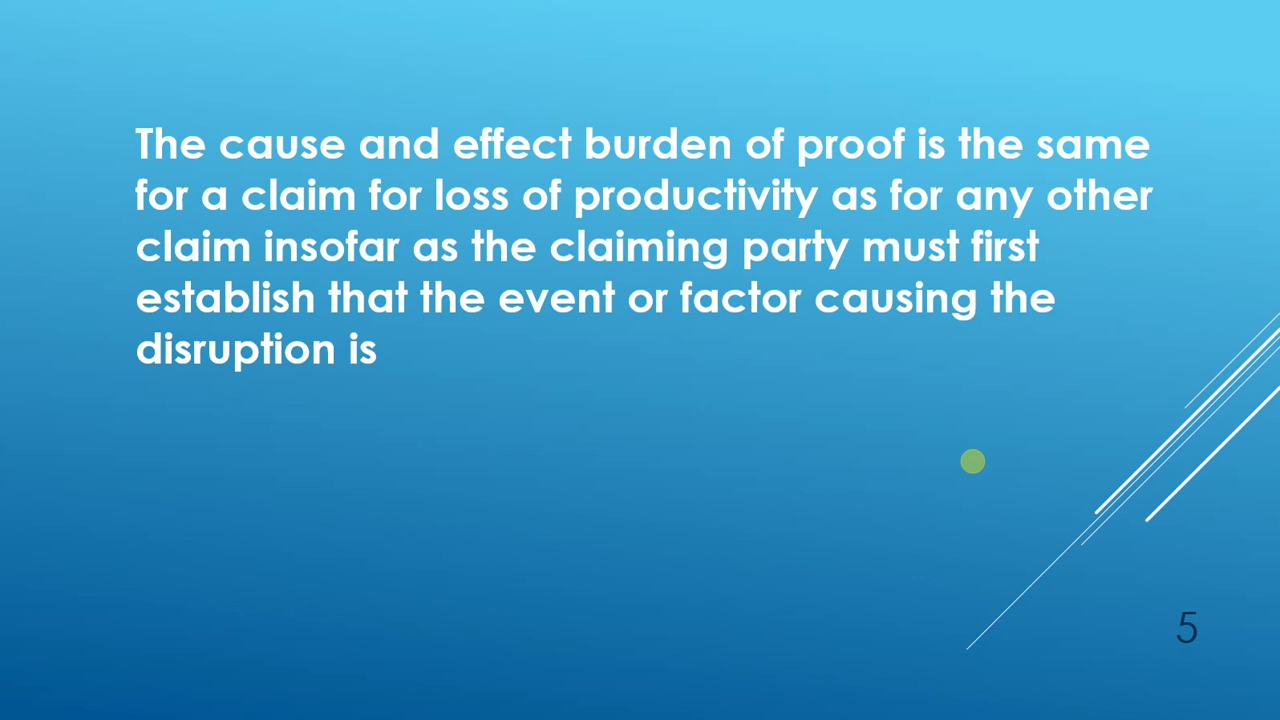 The cause and effect burden of proof is the same
for a claim for loss of productivity as for any other
claim insofar as the claiming party must first
establish that the event or factor causing the
disruption is
5